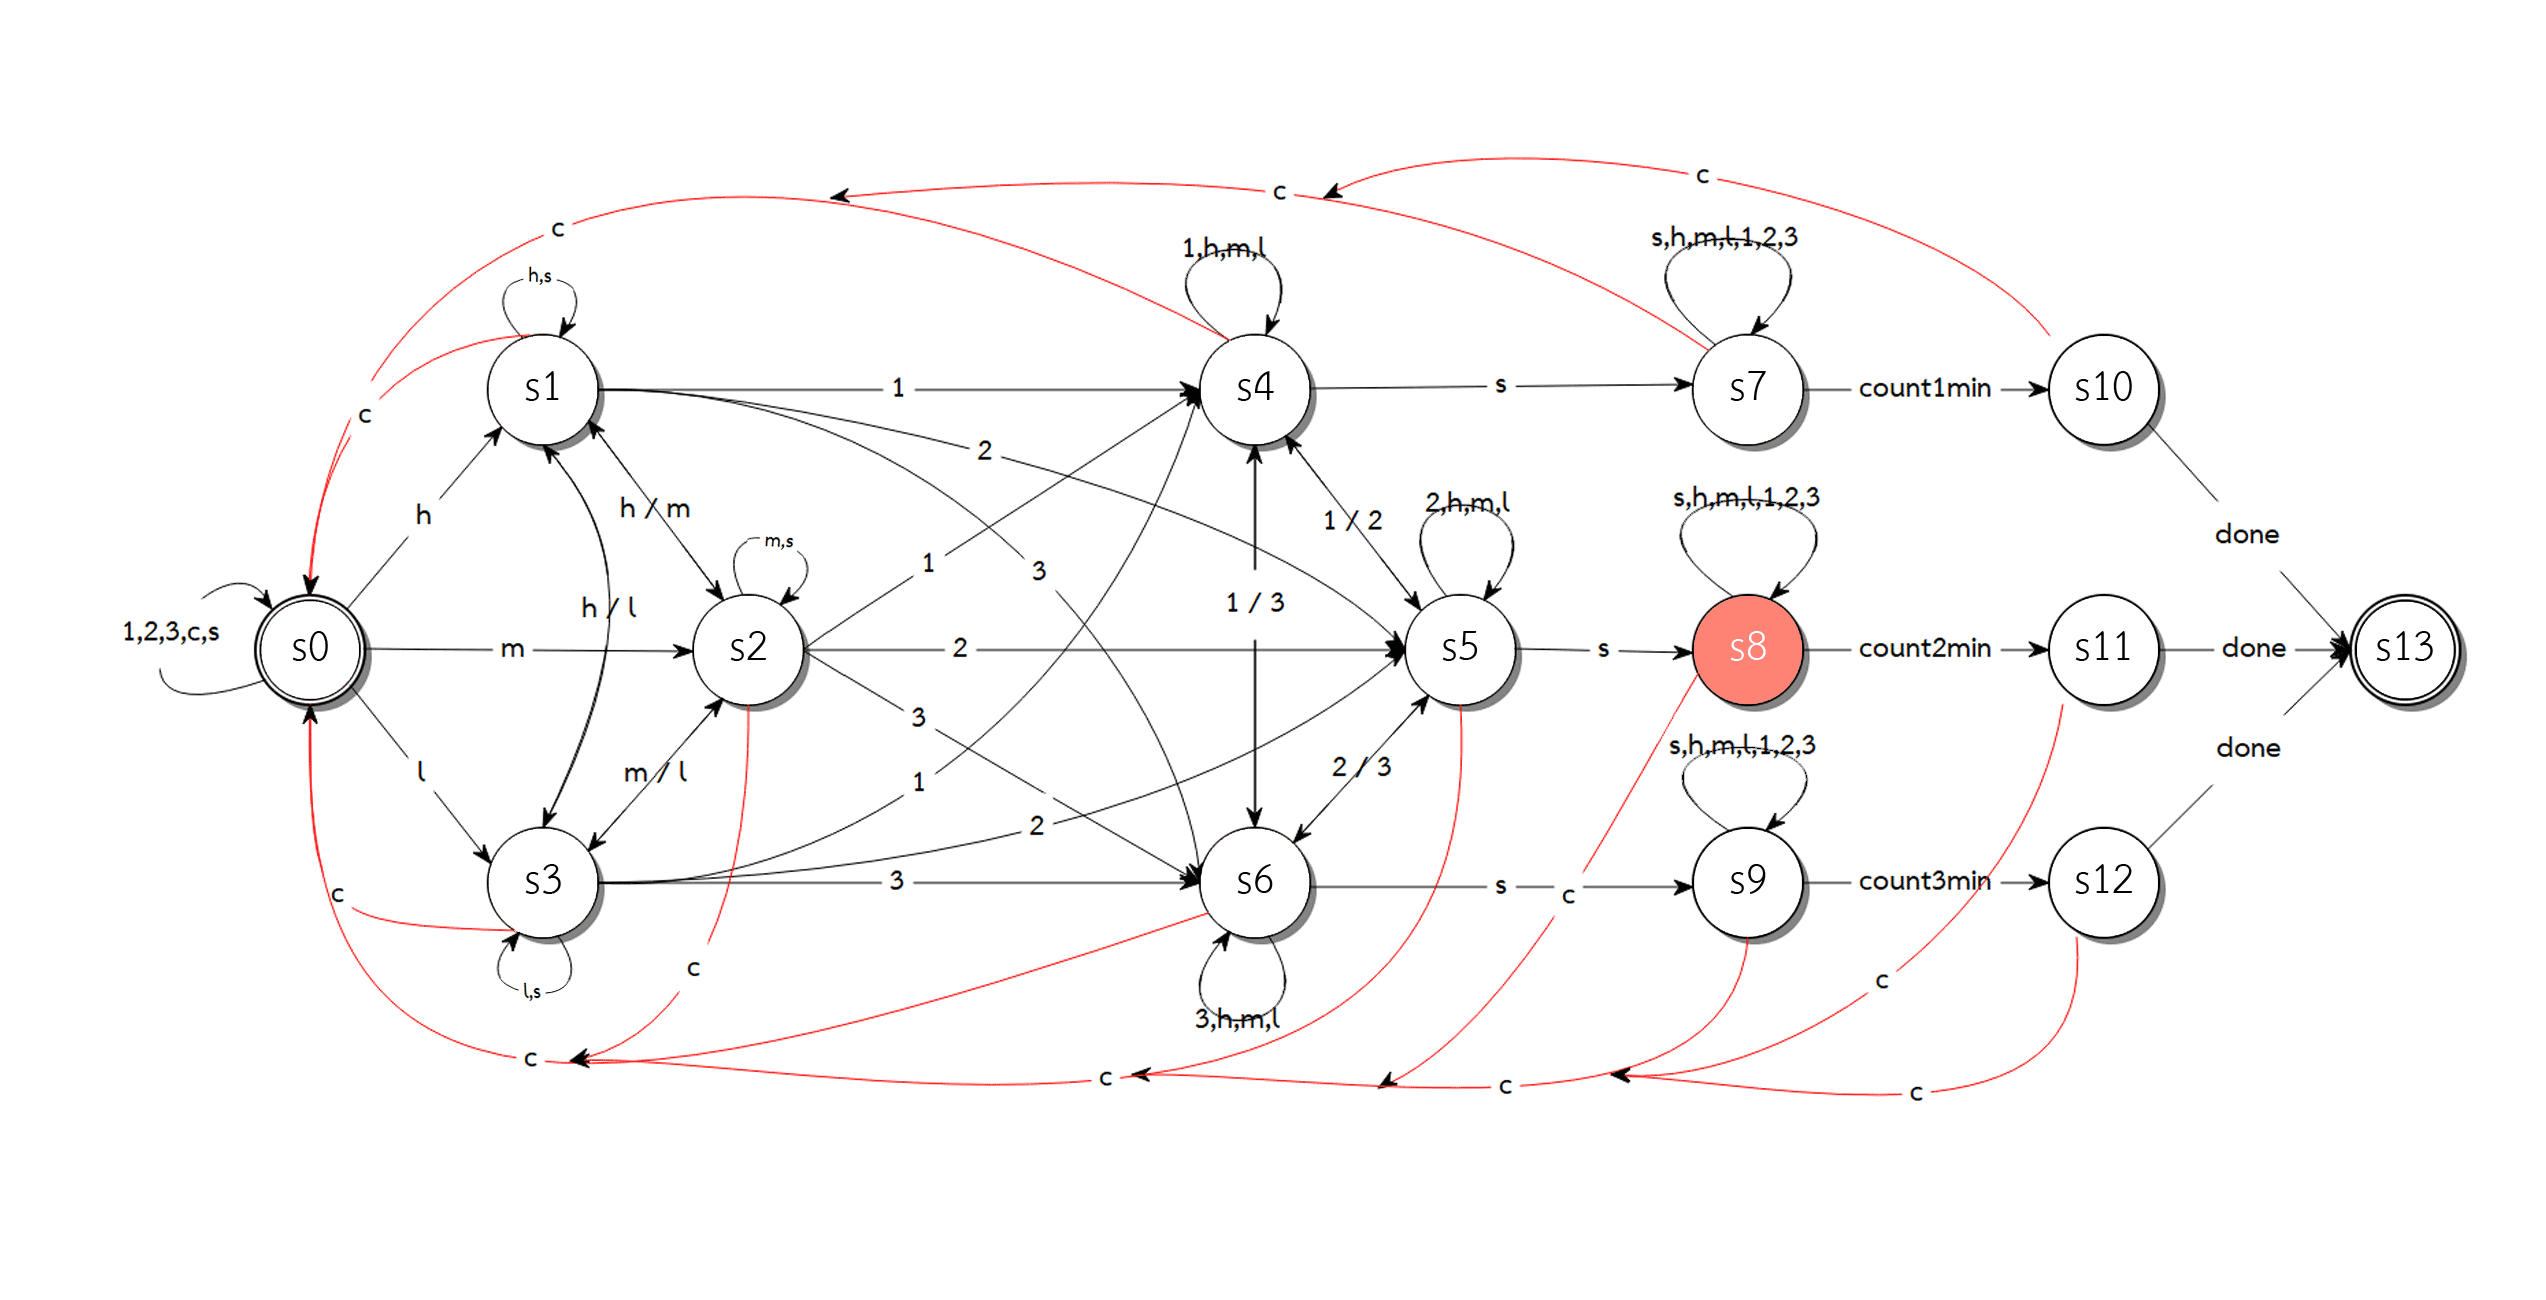 c
c
c
s,h,m,l,1,2,3
1,h,m,l
h,s
s1
1
s4
s
s7
count1min
s10
c
2
h
h / m
1 / 2
2,h,m,l
s,h,m,l,1,2,3
done
m,s
1
3
1 / 3
h / l
1,2,3,c,s
s0
m
s2
2
s5
s
s8
count2min
s11
done
s13
3
l
m / l
1
2 / 3
s,h,m,l,1,2,3
done
2
s3
3
s6
s
c
s9
count3min
s12
c
l,s
c
3,h,m,l
c
c
c
c
c